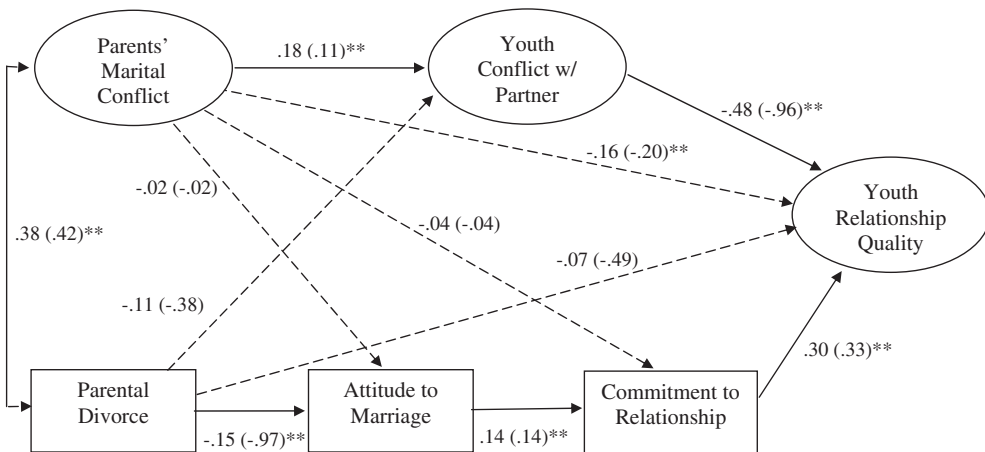 Parents’
Marital
Conflict
.18 (.11)**
Youth
Conflict w/
Partner
-.48 (-.96)**
-.16 (-.20)**
Youth
Relationship
Quality
-.02 (-.02)
-.04 (-.04)
.38 (.42)**
-.07 (-.49)
-.11 (-.38)
.30 (.33)**
Parental
Divorce
Attitude to
Marriage
Commitment to
Relationship
-.15 (-.97)**
.14 (.14)**